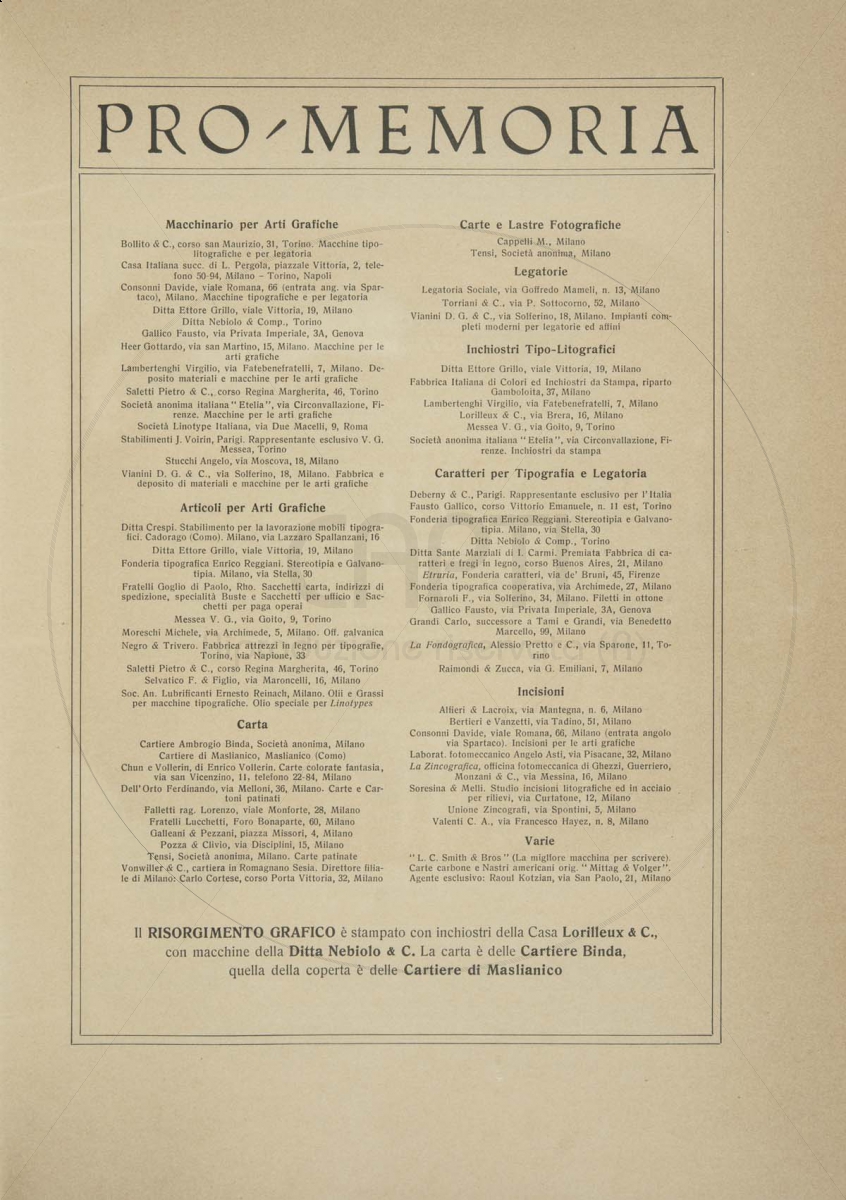 PRO-MEMORIA
Macchinario per Arti Grafiche
Bollito & C., corso san Maurizio, 31, Torino. Macchine tipo-
litografiche e per legatoria
Casa Italiana succ. di L. Pergola, piazzale Vittoria, 2, tele-
fono 50-94, Milano – Torino, Napoli
Consonni Davide, viale Romana, 66 (entrata ang. via Spar-
taco), Milano. Macchine tipografiche e per legatoria
Ditta Ettore Grillo, viale Vittoria, 19, Milano
Ditta Nebiolo & Comp., Torino
Gallico Fausto, via Privata Imperiale, 3A, Genova
Heer Gottardo, via san Martino, 15, Milano. Macchine per le
arti grafiche
Lambertenghi Virgilio, via Fatebenefratelli, 7, Milano. De-
posito materiali e macchine per le arti grafiche
Saletti Pietro & C., corso Regina Margherita, 46, Torino
Società anonima italiana "Etelia", via Circonvallazione, Fi-
renze. Macchine per le arti grafiche
Società Linotype Italiana, via Due Macelli, 9, Roma
Stabilimenti J. Voirin, Parigi. Rappresentante esclusivo V. G.
Messea, Torino
Stucchi Angelo, via Moscova, 18, Milano
Vianini D. G. & C., via Solferino, 18, Milano. Fabbrica e
deposito di materiali e macchine per le arti grafiche
Articoli per Arti Grafiche
Ditta Crespi. Stabilimento per la lavorazione mobili tipogra-
fici. Cadorago (Como). Milano, via Lazzaro Spallanzani, 16
Ditta Ettore Grillo, viale Vittoria, 19, Milano
Fonderia tipografica Enrico Reggiani. Stereotipia e Galvano-
tipia. Milano, via Stella, 30
Fratelli Goglio di Paolo, Rho. Sacchetti carta, indirizzi di
spedizione, specialità Buste e Sacchetti per ufficio e Sac-
chetti per paga operai
Messea V. G., via Goito, 9, Torino
Moreschi Michele, via Archimede, 5, Milano. Off. galvanica
Negro & Trivero. Fabbrica attrezzi in legno per tipografie,
Torino, via Napione, 33
Saletti Pietro & C., corso Regina Margherita, 46, Torino
Selvatico F. & Figlio, via Maroncelli, 16, Milano
Soc. An. Lubrificanti Ernesto Reinach, Milano. Olii e Grassi
per macchine tipografiche. Olio speciale per Linotypes
Carta
Cartiere Ambrogio Binda, Società anonima, Milano
Cartiere di Maslianico, Maslianico (Como)
Chun e Vollerin, di Enrico Vollerin. Carte colorate fantasia,
via san Vicenzino, 11, telefono 22-84, Milano
Dell'Orto Ferdinando, via Melloni, 36, Milano. Carte e Car-
toni patinati
Falletti rag. Lorenzo, viale Monforte, 28, Milano
Fratelli Lucchetti, Foro Bonaparte, 60, Milano
Galleani & Pezzani, piazza Missori, 4, Milano
Pozza & Clivio, via Disciplini, 15, Milano
Tensi, Società anonima, Milano. Carte patinate
Vonwiller & C., cartiera in Romagnano Sesia. Direttore filia-
le di Milano: Carlo Cortese, corso Porta Vittoria, 32, Milano
Carte e Lastre Fotografiche
Cappelli M., Milano
Tensi, Società anonima, Milano
Legatorie
Legatoria Sociale, via Goffredo Mameli, n. 13, Milano
Torriani & C., via P. Sottocorno, 52, Milano
Vianini D. G. & C., via Solferino, 18, Milano. Impianti com-
pleti moderni per legatorie ed affini
Inchiostri Tipo-Litografici
Ditta Ettore Grillo, viale Vittoria, 19, Milano
Fabbrica Italiana di Colori ed Inchiostri da Stampa, riparto
Gamboloita, 37, Milano
Lambertenghi Virgilio, via Fatebenefratelli, 7, Milano
Lorilleux & C., via Brera, 16, Milano
Messea V. G., via Goito, 9, Torino
Società anonima italiana "Etelia", via Circonvallazione, Fi-
renze. Inchiostri da stampa
Caratteri per Tipografia e Legatoria
Deberny & C., Parigi. Rappresentante esclusivo per l'Italia
Fausto Gallico, corso Vittorio Emanuele, n. 11 est, Torino
Fonderia tipografica Enrico Reggiani. Stereotipia e Galvano-
tipia. Milano, via Stella, 30
Ditta Nebiolo & Comp., Torino
Ditta Sante Marziali di I. Carmi. Premiata Fabbrica di ca-
ratteri e fregi in legno, corso Buenos Aires, 21, Milano
Etruria, Fonderia caratteri, via de' Bruni, 45, Firenze
Fonderia tipografica cooperativa, via Archimede, 27, Milano
Fornaroli F., via Solferino, 34, Milano. Filetti in ottone
Gallico Fausto, via Privata Imperiale, 3A, Genova
Grandi Carlo, successore a Tami e Grandi, via Benedetto
Marcello, 99, Milano
La Fondografica, Alessio Pretto e C., via Sparone, 11, To-
rino
Raimondi & Zucca, via G. Emiliani, 7, Milano
Incisioni
Alfieri & Lacroix, via Mantegna, n. 6, Milano
Bertieri e Vanzetti, via Tadino, 51, Milano
Consonni Davide, viale Romana, 66, Milano (entrata angolo
via Spartaco). Incisioni per le arti grafiche
Laborat. fotomeccanico Angelo Asti, via Pisacane, 32, Milano
La Zincografica, officina fotomeccanica di Ghezzi, Guerriero,
Monzani & C., via Messina, 16, Milano
Soresina & Melli. Studio incisioni litografiche ed in acciaio
per rilievi, via Curtatone, 12, Milano
Unione Zincografi, via Spontini, 5, Milano
Valenti C. A., via Francesco Hayez, n. 8, Milano
Varie
"L. C. Smith & Bros" (La migliore macchina per scrivere).
Carte carbone e Nastri americani orig. "Mittag & Volger".
Agente esclusivo: Raoul Kotzian, via San Paolo, 21, Milano
Il RISORGIMENTO GRAFICO è stampato con inchiostri della Casa Lorilleux & C.,
con macchine della Ditta Nebiolo & C. La carta è delle Cartiere Binda,
quella della coperta è delle Cartiere di Maslianico